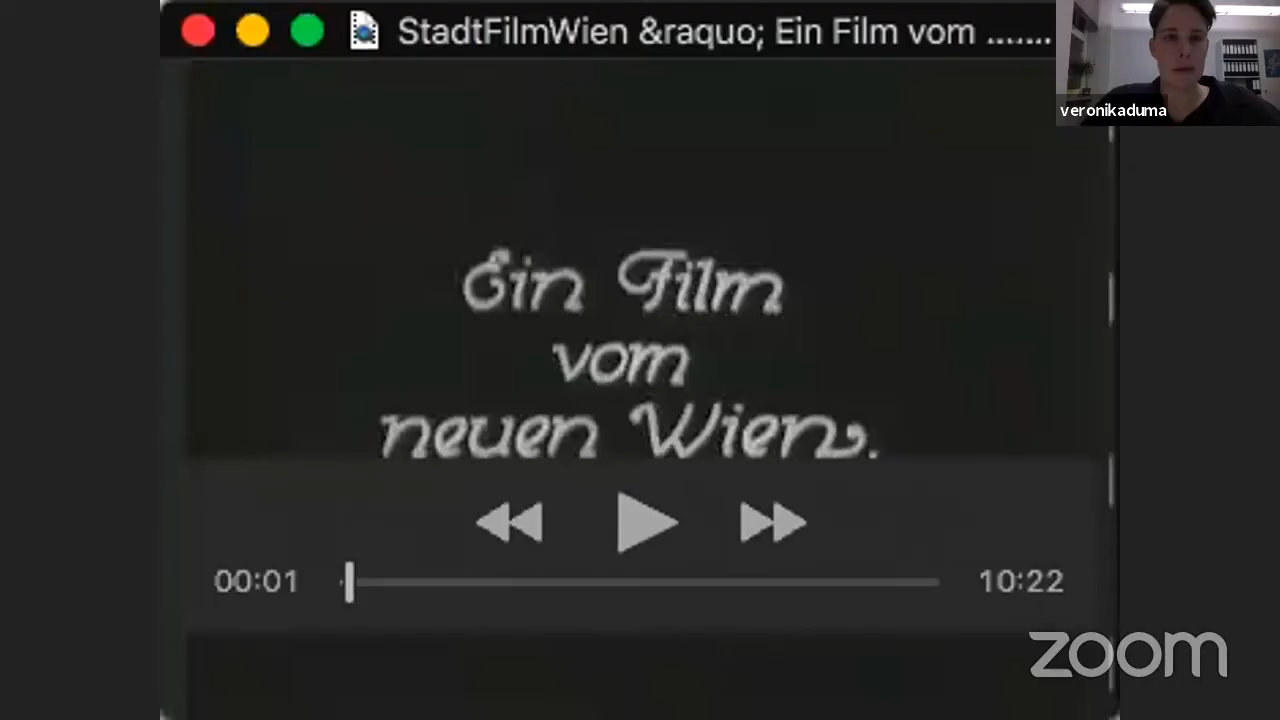 StadtFilmWien &raquo; Ein Film vom .......
veronikaduma
Ein Film
vom
neuen Wien.
00:01
10:22
zoom